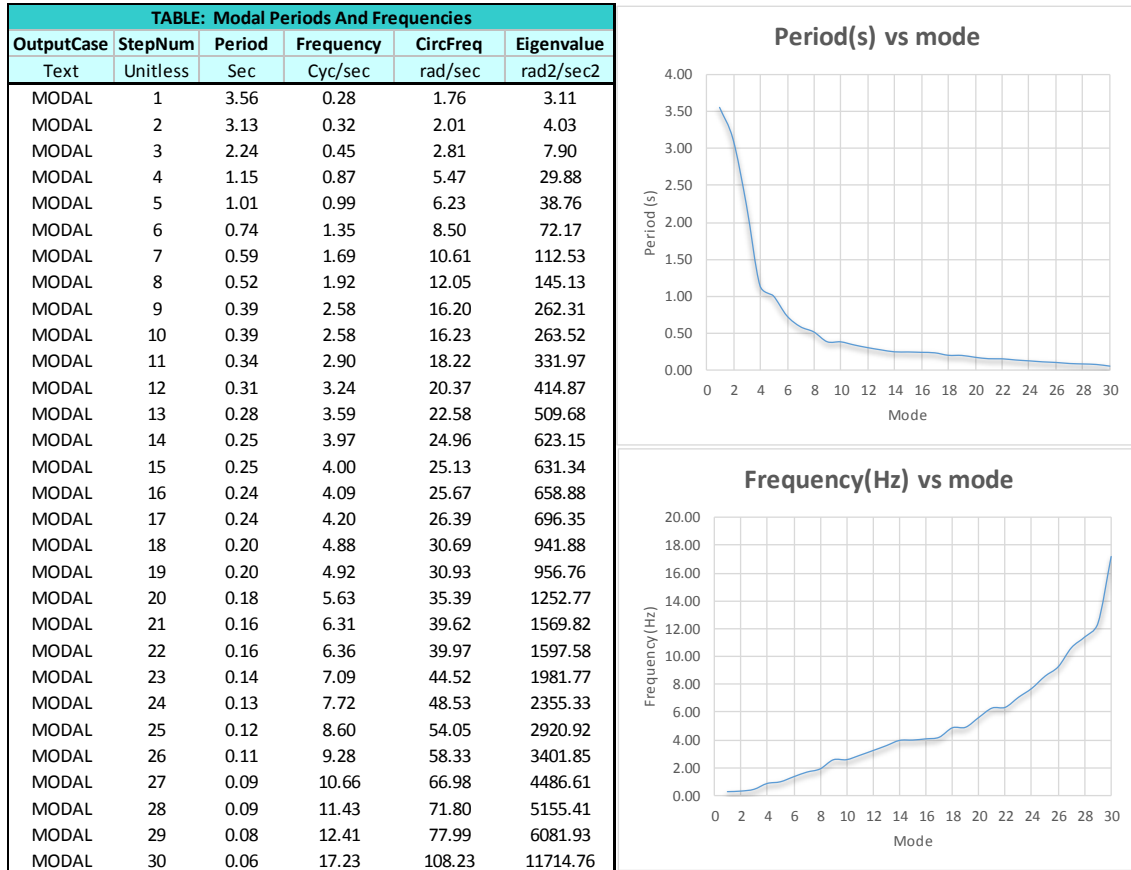 TABLE: Modal Periods And Frequencies
OutputCase StepNum Period Frequency CircFreq Eigenvalue
Text Unitless Sec Cyc/sec rad/sec rad2/sec2
MODAL 1 3.56 0.28 1.76 3.11
MODAL 2 3.13 0.32 2.01 4.03
MODAL 3 2.24 0.45 2.81 7.90
MODAL 4 1.15 0.87 5.47 29.88
MODAL 5 1.01 0.99 6.23 38.76
MODAL 6 0.74 1.35 8.50 72.17
MODAL 7 0.59 1.69 10.61 112.53
MODAL 8 0.52 1.92 12.05 145.13
MODAL 9 0.39 2.58 16.20 262.31
MODAL 10 0.39 2.58 16.23 263.52
MODAL 11 0.34 2.90 18.22 331.97
MODAL 12 0.31 3.24 20.37 414.87
MODAL 13 0.28 3.59 22.58 509.68
MODAL 14 0.25 3.97 24.96 623.15
MODAL 15 0.25 4.00 25.13 631.34
MODAL 16 0.24 4.09 25.67 658.88
MODAL 17 0.24 4.20 26.39 696.35
MODAL 18 0.20 4.88 30.69 941.88
MODAL 19 0.20 4.92 30.93 956.76
MODAL 20 0.18 5.63 35.39 1252.77
MODAL 21 0.16 6.31 39.62 1569.82
MODAL 22 0.16 6.36 39.97 1597.58
MODAL 23 0.14 7.09 44.52 1981.77
MODAL 24 0.13 7.72 48.53 2355.33
MODAL 25 0.12 8.60 54.05 2920.92
MODAL 26 0.11 9.28 58.33 3401.85
MODAL 27 0.09 10.66 66.98 4486.61
MODAL 28 0.09 11.43 71.80 5155.41
MODAL 29 0.08 12.41 77.99 6081.93
MODAL 30 0.06 17.23 108.23 11714.76
Period(s) vs mode
4.00
3.50
3.00
2.50
2.00
1.50
1.00
0.50
0.00
Period (s)
0 2 4 6 8 10 12 14 16 18 20 22 24 26 28 30
Mode
Frequency(Hz) vs mode
20.00
18.00
16.00
14.00
12.00
10.00
8.00
6.00
4.00
2.00
0.00
Frequency (Hz)
0 2 4 6 8 10 12 14 16 18 20 22 24 26 28 30
Mode